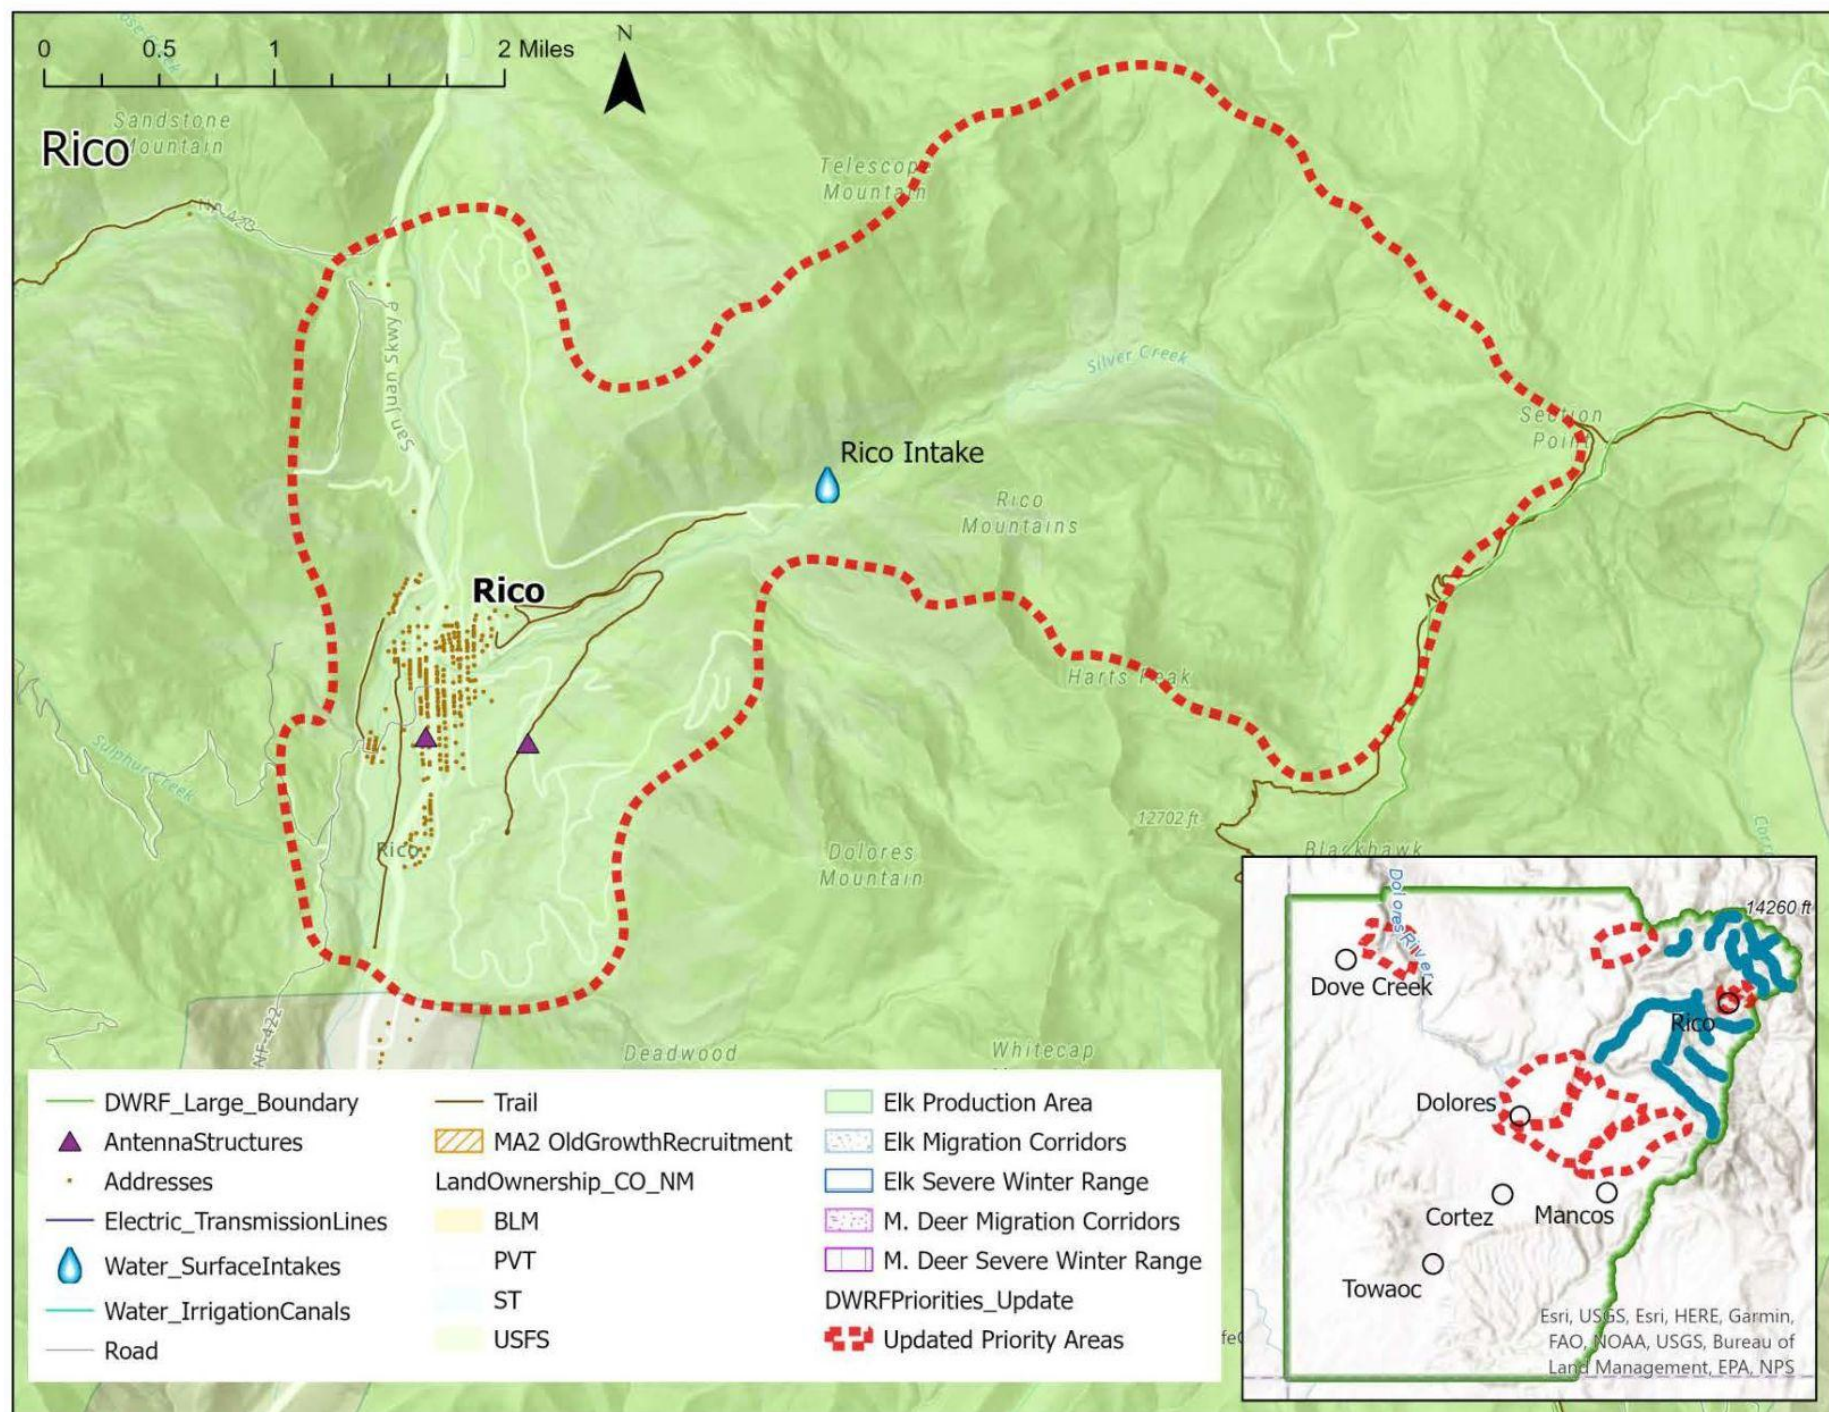 0 0.5 1 2 Miles
N
Sandstone
Mountain
Rico
Telescope
Mountain
San Juan Skwy P
Silver Creek
Section
Point
Rico Intake
Rico
Mountains
Rico
Harts Peak
Sulphur Creek
12702 ft
Rico
Dolores
Mountain
Blackhawk
NF-422
Deadwood
Whitecap
DWRF_Large_Boundary
AntennaStructures
Addresses
Electric_TransmissionLines
Water_SurfaceIntakes
Water_IrrigationCanals
Road
Trail
MA2 OldGrowthRecruitment
LandOwnership_CO_NM
BLM
PVT
ST
USFS
Elk Production Area
Elk Migration Corridors
Elk Severe Winter Range
M. Deer Migration Corridors
M. Deer Severe Winter Range
DWRFPriorities_Update
Updated Priority Areas
Dolores River
14260 ft
Dove Creek
Rico
Dolores
Cortez
Mancos
Towaoc
Esri, USGS, Esri, HERE, Garmin,
FAO, NOAA, USGS, Bureau of
Land Management, EPA, NPS